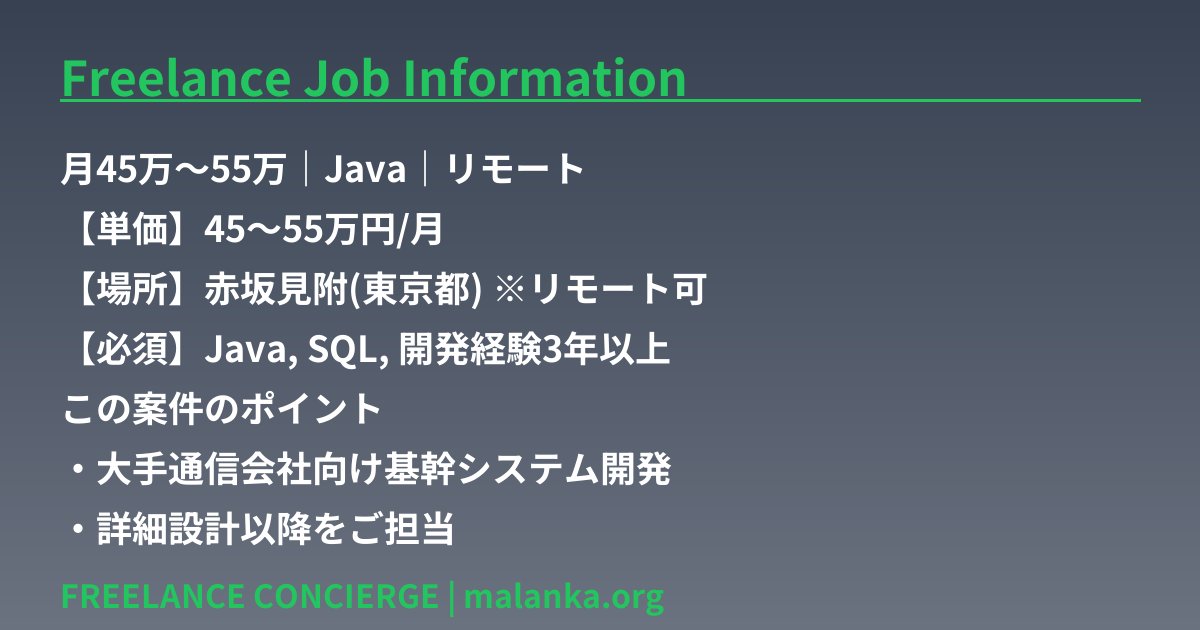 Freelance Job Information
月45万〜55万｜Java｜リモート
【単価】45〜55万円/月
【場所】赤坂見附(東京都) ※リモート可
【必須】Java, SQL, 開発経験3年以上
この案件のポイント
・大手通信会社向け基幹システム開発
・詳細設計以降をご担当
FREELANCE CONCIERGE | malanka.org